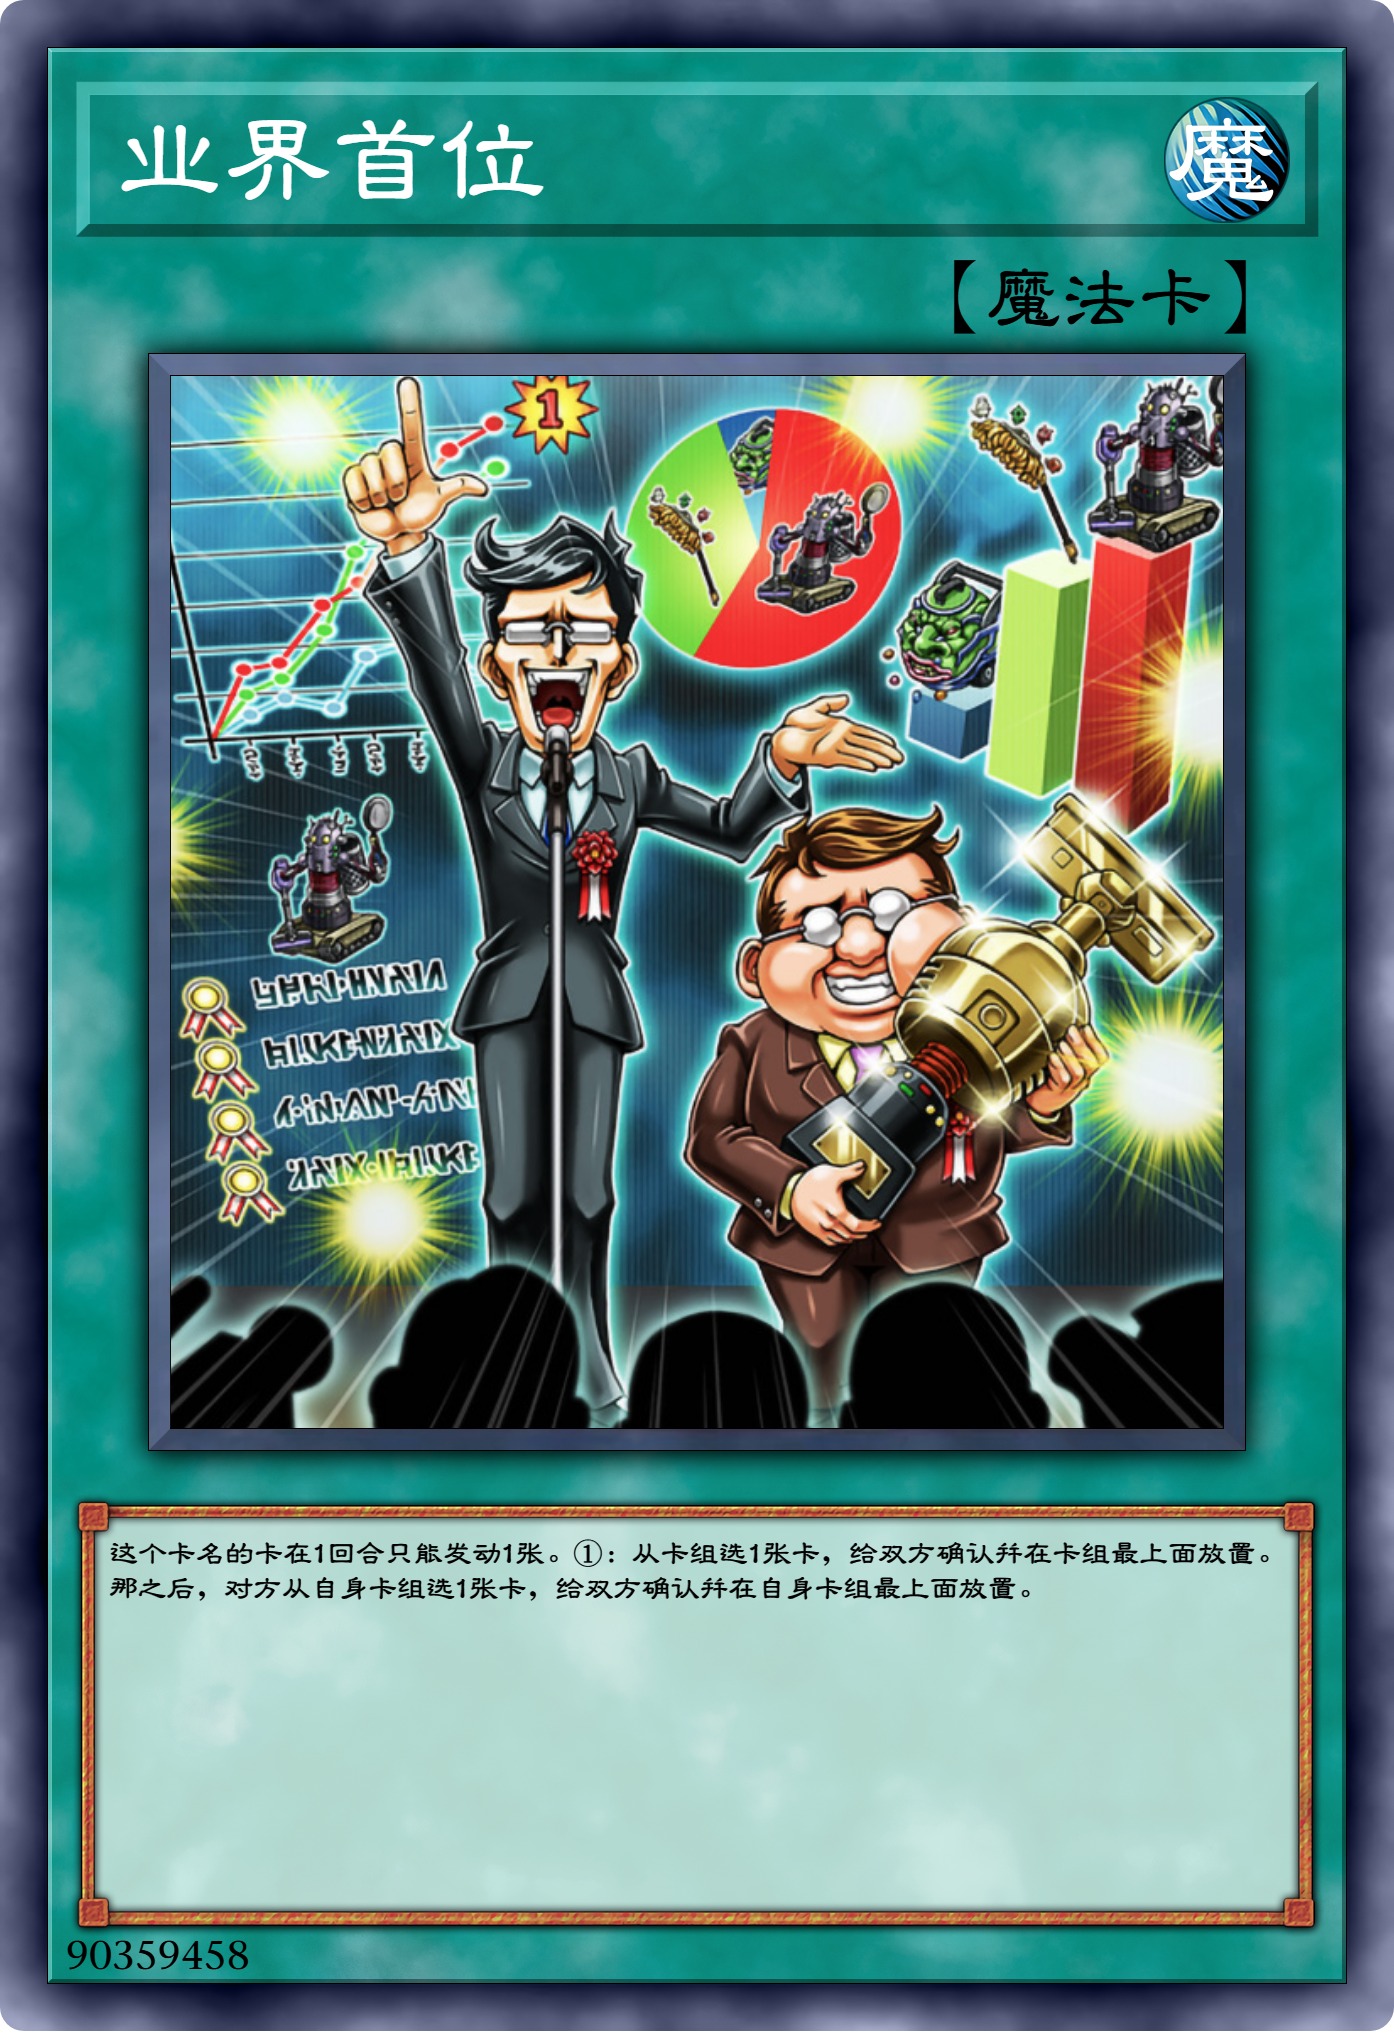 业界首位
魔
【魔法卡】
1
这个卡名的卡在1回合只能发动1张。①：从卡组选1张卡，给双方确认并在卡组最上面放置。
那之后，对方从自身卡组选1张卡，给双方确认并在自身卡组最上面放置。
90359458